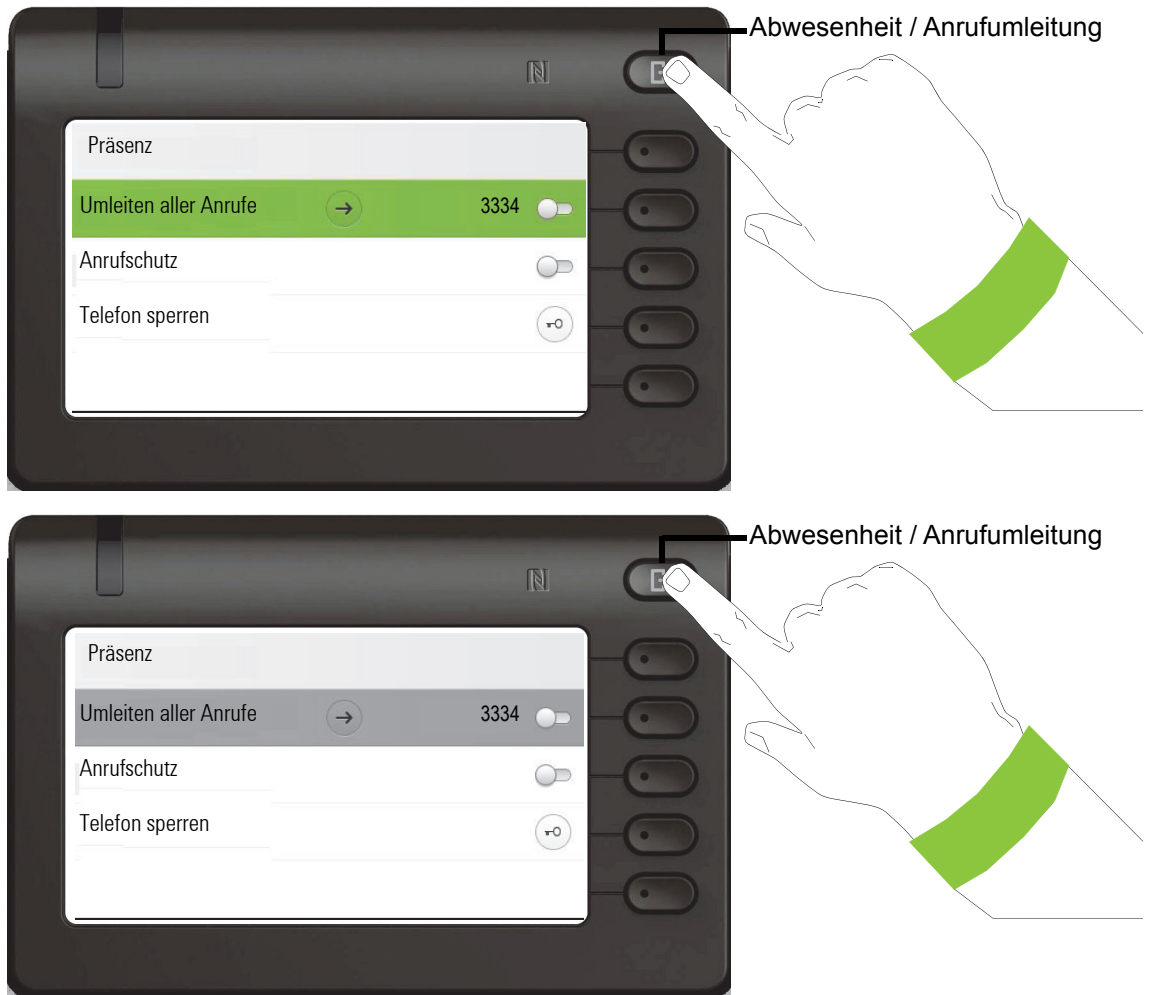 Abwesenheit / Anrufumleitung
Präsenz
Umleiten aller Anrufe 3334
Anrufschutz
Telefon sperren
Abwesenheit / Anrufumleitung
Präsenz
Umleiten aller Anrufe 3334
Anrufschutz
Telefon sperren